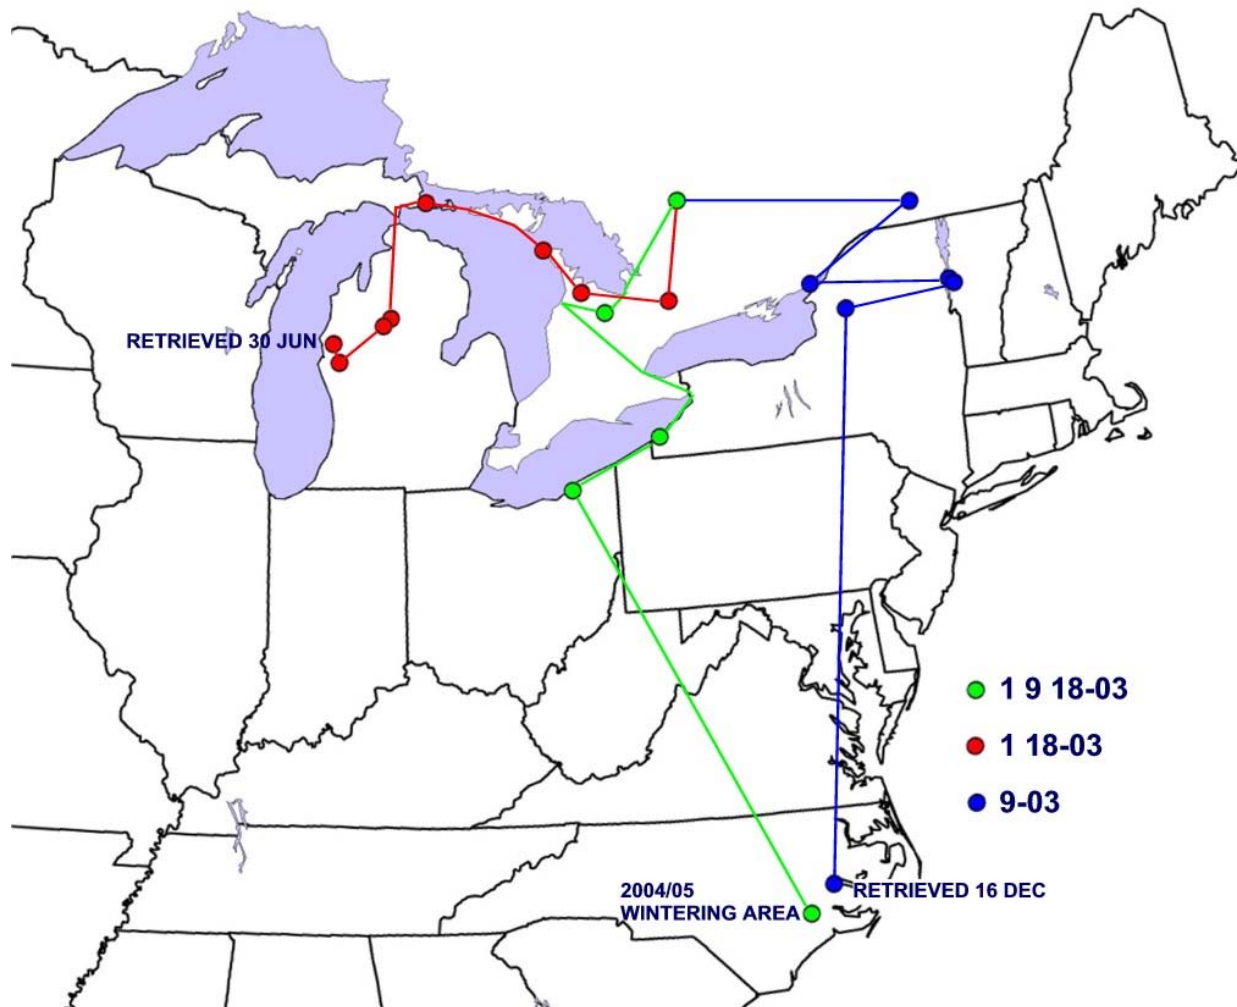 RETRIEVED 30 JUN
1 9 18-03
1 18-03
9-03
2004/05
WINTERING AREA
RETRIEVED 16 DEC